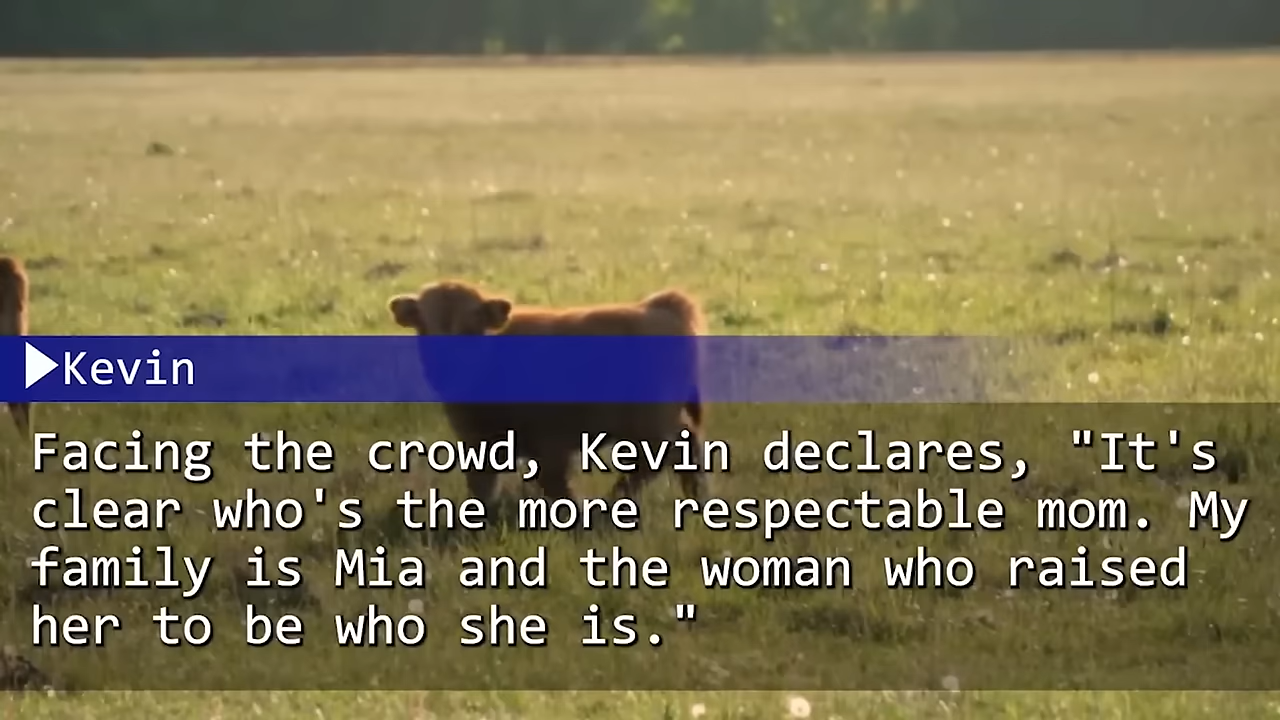 ▶Kevin
Facing the crowd, Kevin declares, "It's
clear who's the more respectable mom. My
family is Mia and the woman who raised
her to be who she is."